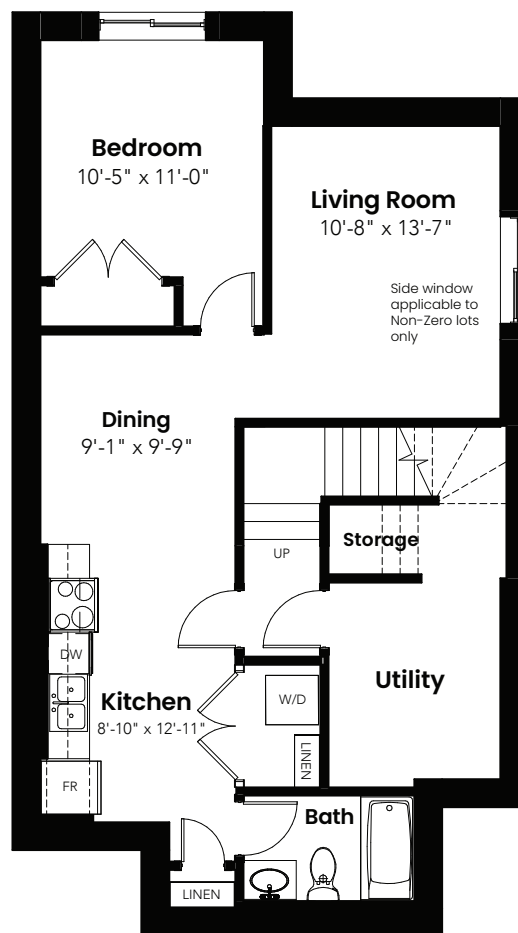 Bedroom
10'-5" x 11'-0"
Living Room
10'-8" x 13'-7"
Side window
applicable to
Non-Zero lots
only
Dining
9'-1" x 9'-9"
Storage
UP
DW
Utility
Kitchen
8'-10" x 12'-11"
W/D
LINEN
FR
Bath
LINEN